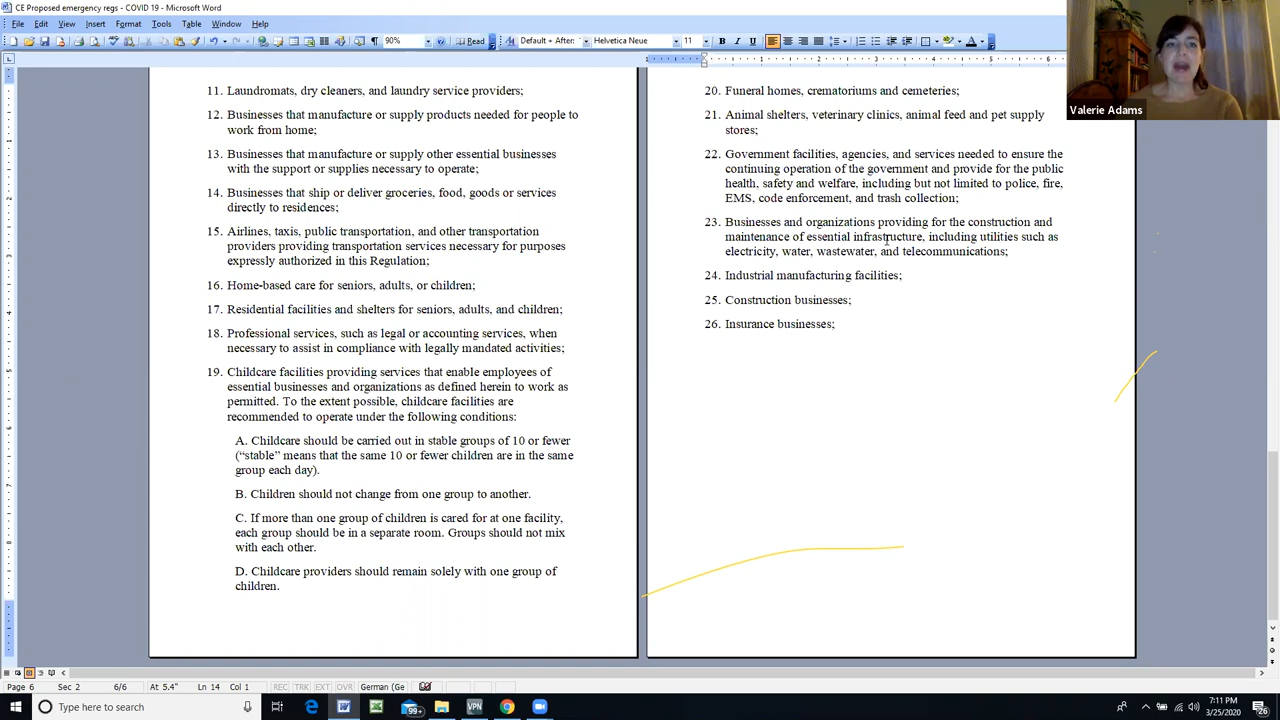 CE Proposed emergency regs - COVID 19 - Microsoft Word
File Edit View Insert Format Tools Table Window Help
90% Read Default + After: Helvetica Neue 11 B I U
Valerie Adams
11. Laundromats, dry cleaners, and laundry service providers;
12. Businesses that manufacture or supply products needed for people to
work from home;
13. Businesses that manufacture or supply other essential businesses
with the support or supplies necessary to operate;
14. Businesses that ship or deliver groceries, food, goods or services
directly to residences;
15. Airlines, taxis, public transportation, and other transportation
providers providing transportation services necessary for purposes
expressly authorized in this Regulation;
16. Home-based care for seniors, adults, or children;
17. Residential facilities and shelters for seniors, adults, and children;
18. Professional services, such as legal or accounting services, when
necessary to assist in compliance with legally mandated activities;
19. Childcare facilities providing services that enable employees of
essential businesses and organizations as defined herein to work as
permitted. To the extent possible, childcare facilities are
recommended to operate under the following conditions:
A. Childcare should be carried out in stable groups of 10 or fewer
(“stable” means that the same 10 or fewer children are in the same
group each day).
B. Children should not change from one group to another.
C. If more than one group of children is cared for at one facility,
each group should be in a separate room. Groups should not mix
with each other.
D. Childcare providers should remain solely with one group of
children.
20. Funeral homes, crematoriums and cemeteries;
21. Animal shelters, veterinary clinics, animal feed and pet supply
stores;
22. Government facilities, agencies, and services needed to ensure the
continuing operation of the government and provide for the public
health, safety and welfare, including but not limited to police, fire,
EMS, code enforcement, and trash collection;
23. Businesses and organizations providing for the construction and
maintenance of essential infrastructure, including utilities such as
electricity, water, wastewater, and telecommunications;
24. Industrial manufacturing facilities;
25. Construction businesses;
26. Insurance businesses;
Page 6 Sec 2 6/6 At 5.4" Ln 14 Col 1 REC TRK EXT OVR German (Ge
Type here to search
99+
VPN
7:11 PM
3/25/2020
26